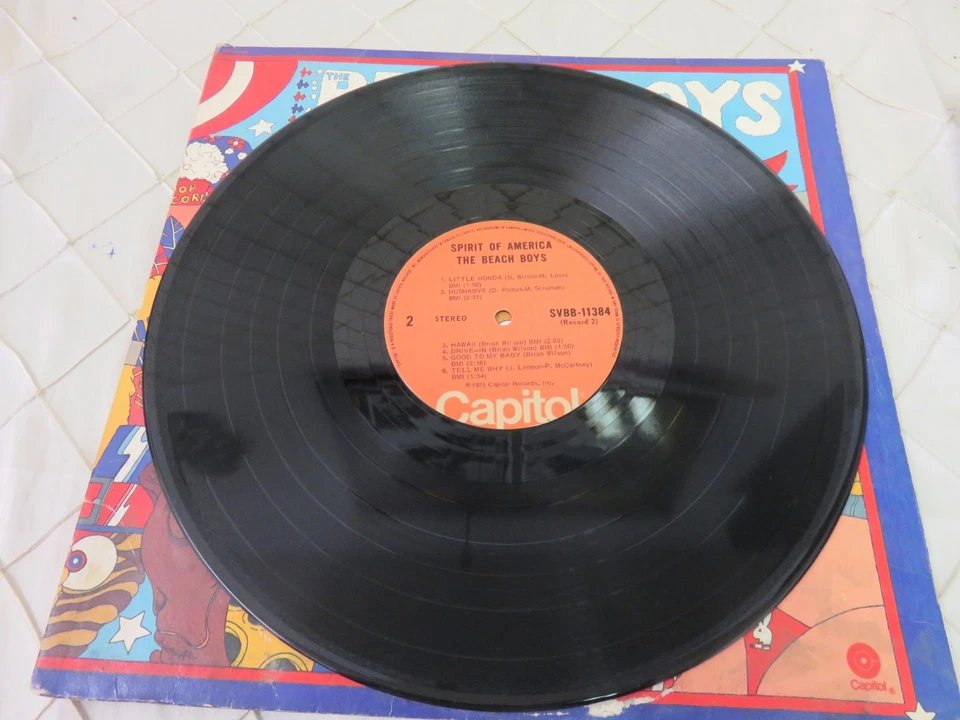 THE
OYS
SPIRIT OF AMERICA
THE BEACH BOYS
1. LITTLE HONDA (B. Wilson-M. Love)
BMI (1:50)
2. HUSHABYE (D. Pomus-M. Shuman)
BMI (2:37)
2 STEREO SVBB-11384
(Record 2)
3. HAWAII (Brian Wilson) BMI (2:02)
4. DRIVE-IN (Brian Wilson) BMI (1:50)
5. GOOD TO MY BABY (Brian Wilson)
BMI (2:16)
6. TELL ME WHY (J. Lennon-P. McCartney)
BMI (1:34)
Capitol Records, Inc.
Capitol
Capitol